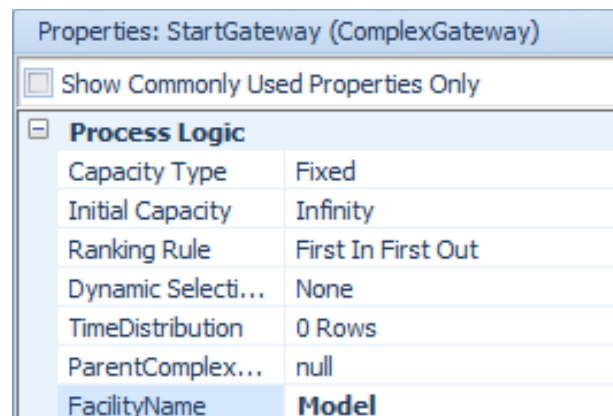 Properties: StartGateway (ComplexGateway)
Show Commonly Used Properties Only
Process Logic
Capacity Type Fixed
Initial Capacity Infinity
Ranking Rule First In First Out
Dynamic Selecti... None
TimeDistribution 0 Rows
ParentComplex... null
FacilityName Model